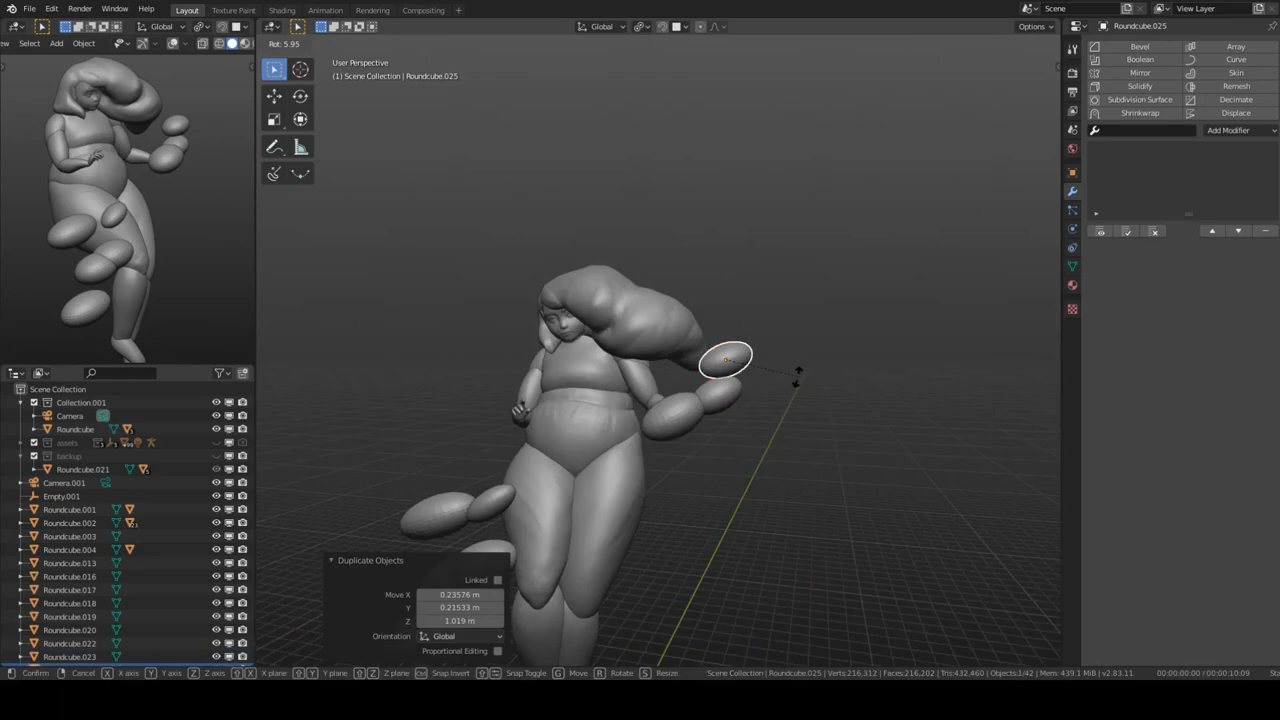 File Edit Render Window Help
Layout Texture Paint Shading Animation Rendering Compositing +
Scene
View Layer
Global
Global
Options
Roundcube.025
Select Add Object
Rot: 5.95
User Perspective
(1) Scene Collection | Roundcube.025
Bevel Array
Boolean Curve
Mirror Skin
Solidify Remesh
Subdivision Surface Decimate
Shrinkwrap Displace
Add Modifier
Scene Collection
Collection.001
Camera
Roundcube
assets
backup
Roundcube.021
Camera.001
Empty.001
Roundcube.001
Roundcube.002
Roundcube.003
Roundcube.004
Roundcube.013
Roundcube.016
Roundcube.017
Roundcube.018
Roundcube.019
Roundcube.020
Roundcube.022
Roundcube.023
Duplicate Objects
Linked
Move X 0.23576 m
Y 0.21533 m
Z 1.019 m
Orientation Global
Proportional Editing
Confirm Cancel X X axis Y Y axis Z Z axis X X plane Y Y plane Z Z plane Snap Invert Snap Toggle G Move R Rotate S Resize
Scene Collection | Roundcube.025 | Verts:216,312 | Faces:216,202 | Tris:432,460 | Objects:1/42 | Mem: 439.1 MiB | v2.83.11
00:00:00:00 / 00:00:10:09